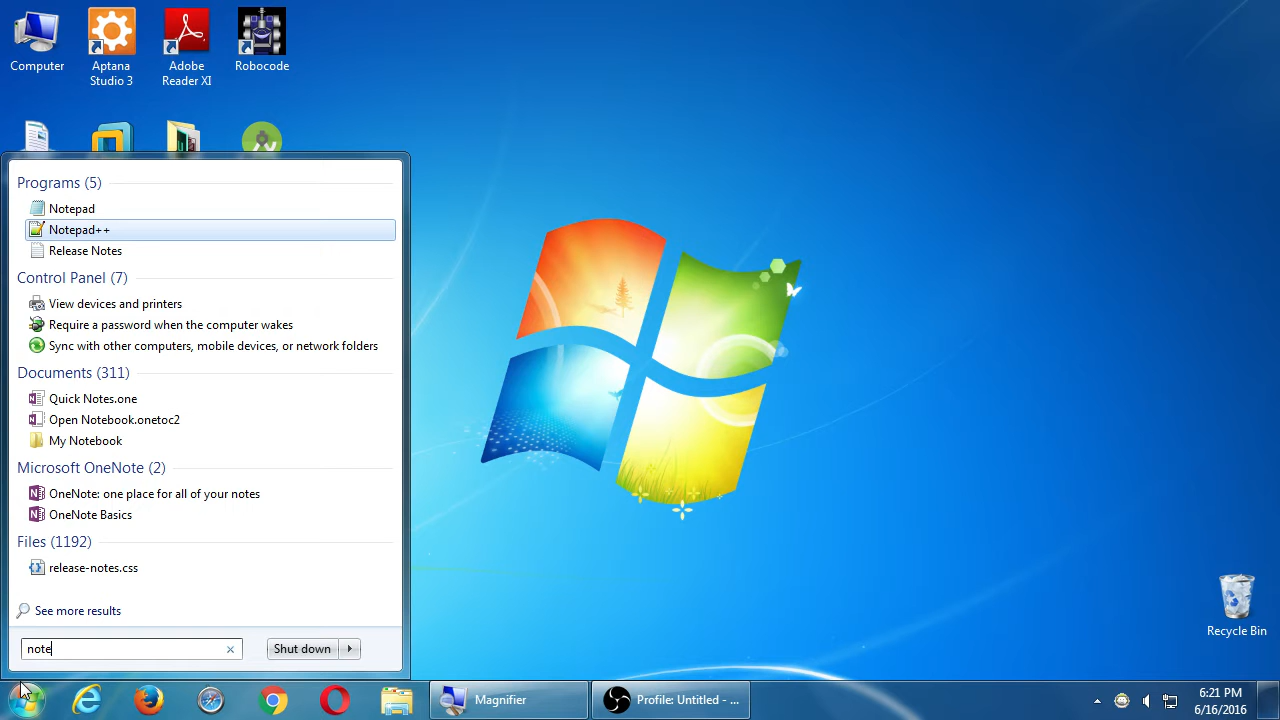 Computer
Aptana
Studio 3
Adobe
Reader XI
Robocode
Programs (5)
Notepad
Notepad++
Release Notes
Control Panel (7)
View devices and printers
Require a password when the computer wakes
Sync with other computers, mobile devices, or network folders
Documents (311)
Quick Notes.one
Open Notebook.onetoc2
My Notebook
Microsoft OneNote (2)
OneNote: one place for all of your notes
OneNote Basics
Files (1192)
release-notes.css
See more results
note
Shut down
Recycle Bin
Magnifier
Profile: Untitled - ...
6:21 PM
6/16/2016